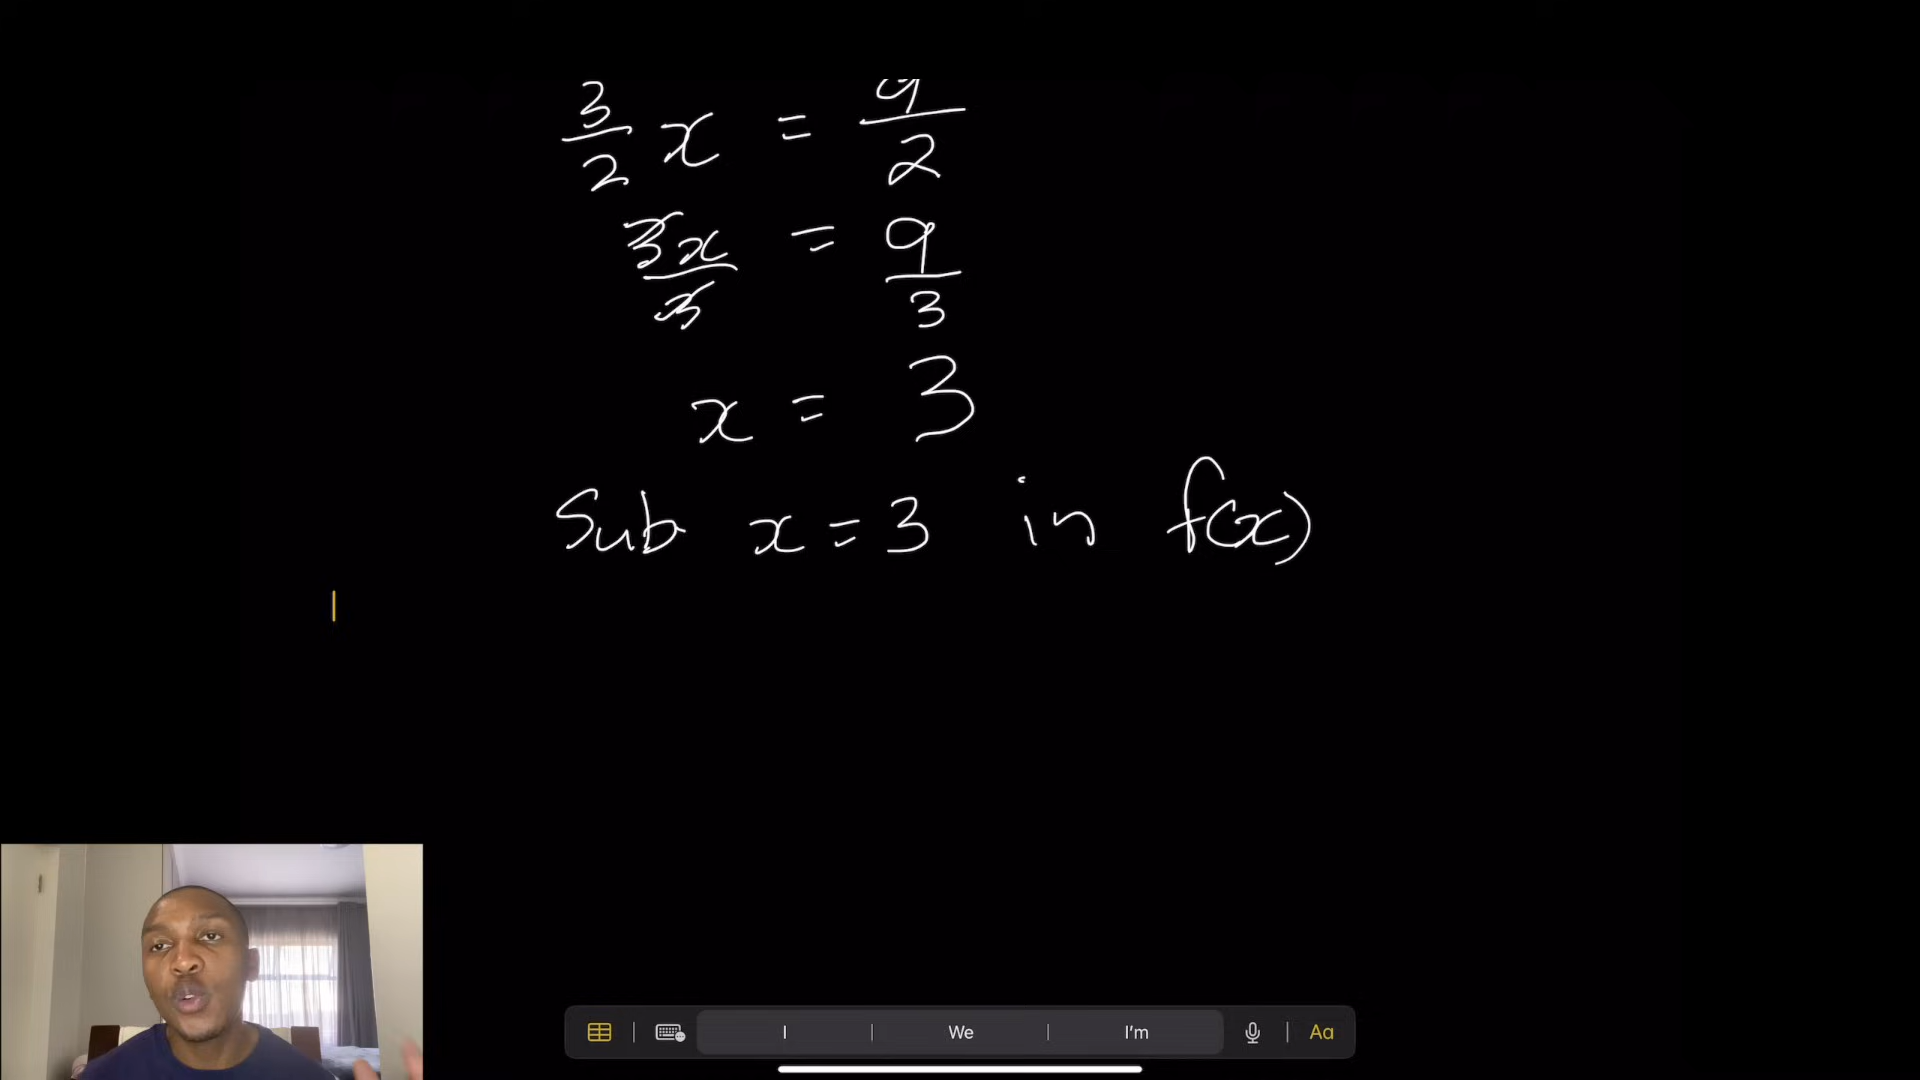 3/2 x = 9/2
3x/3 = 9/3
x = 3
Sub x = 3 in f(x)
I We I'm Aa